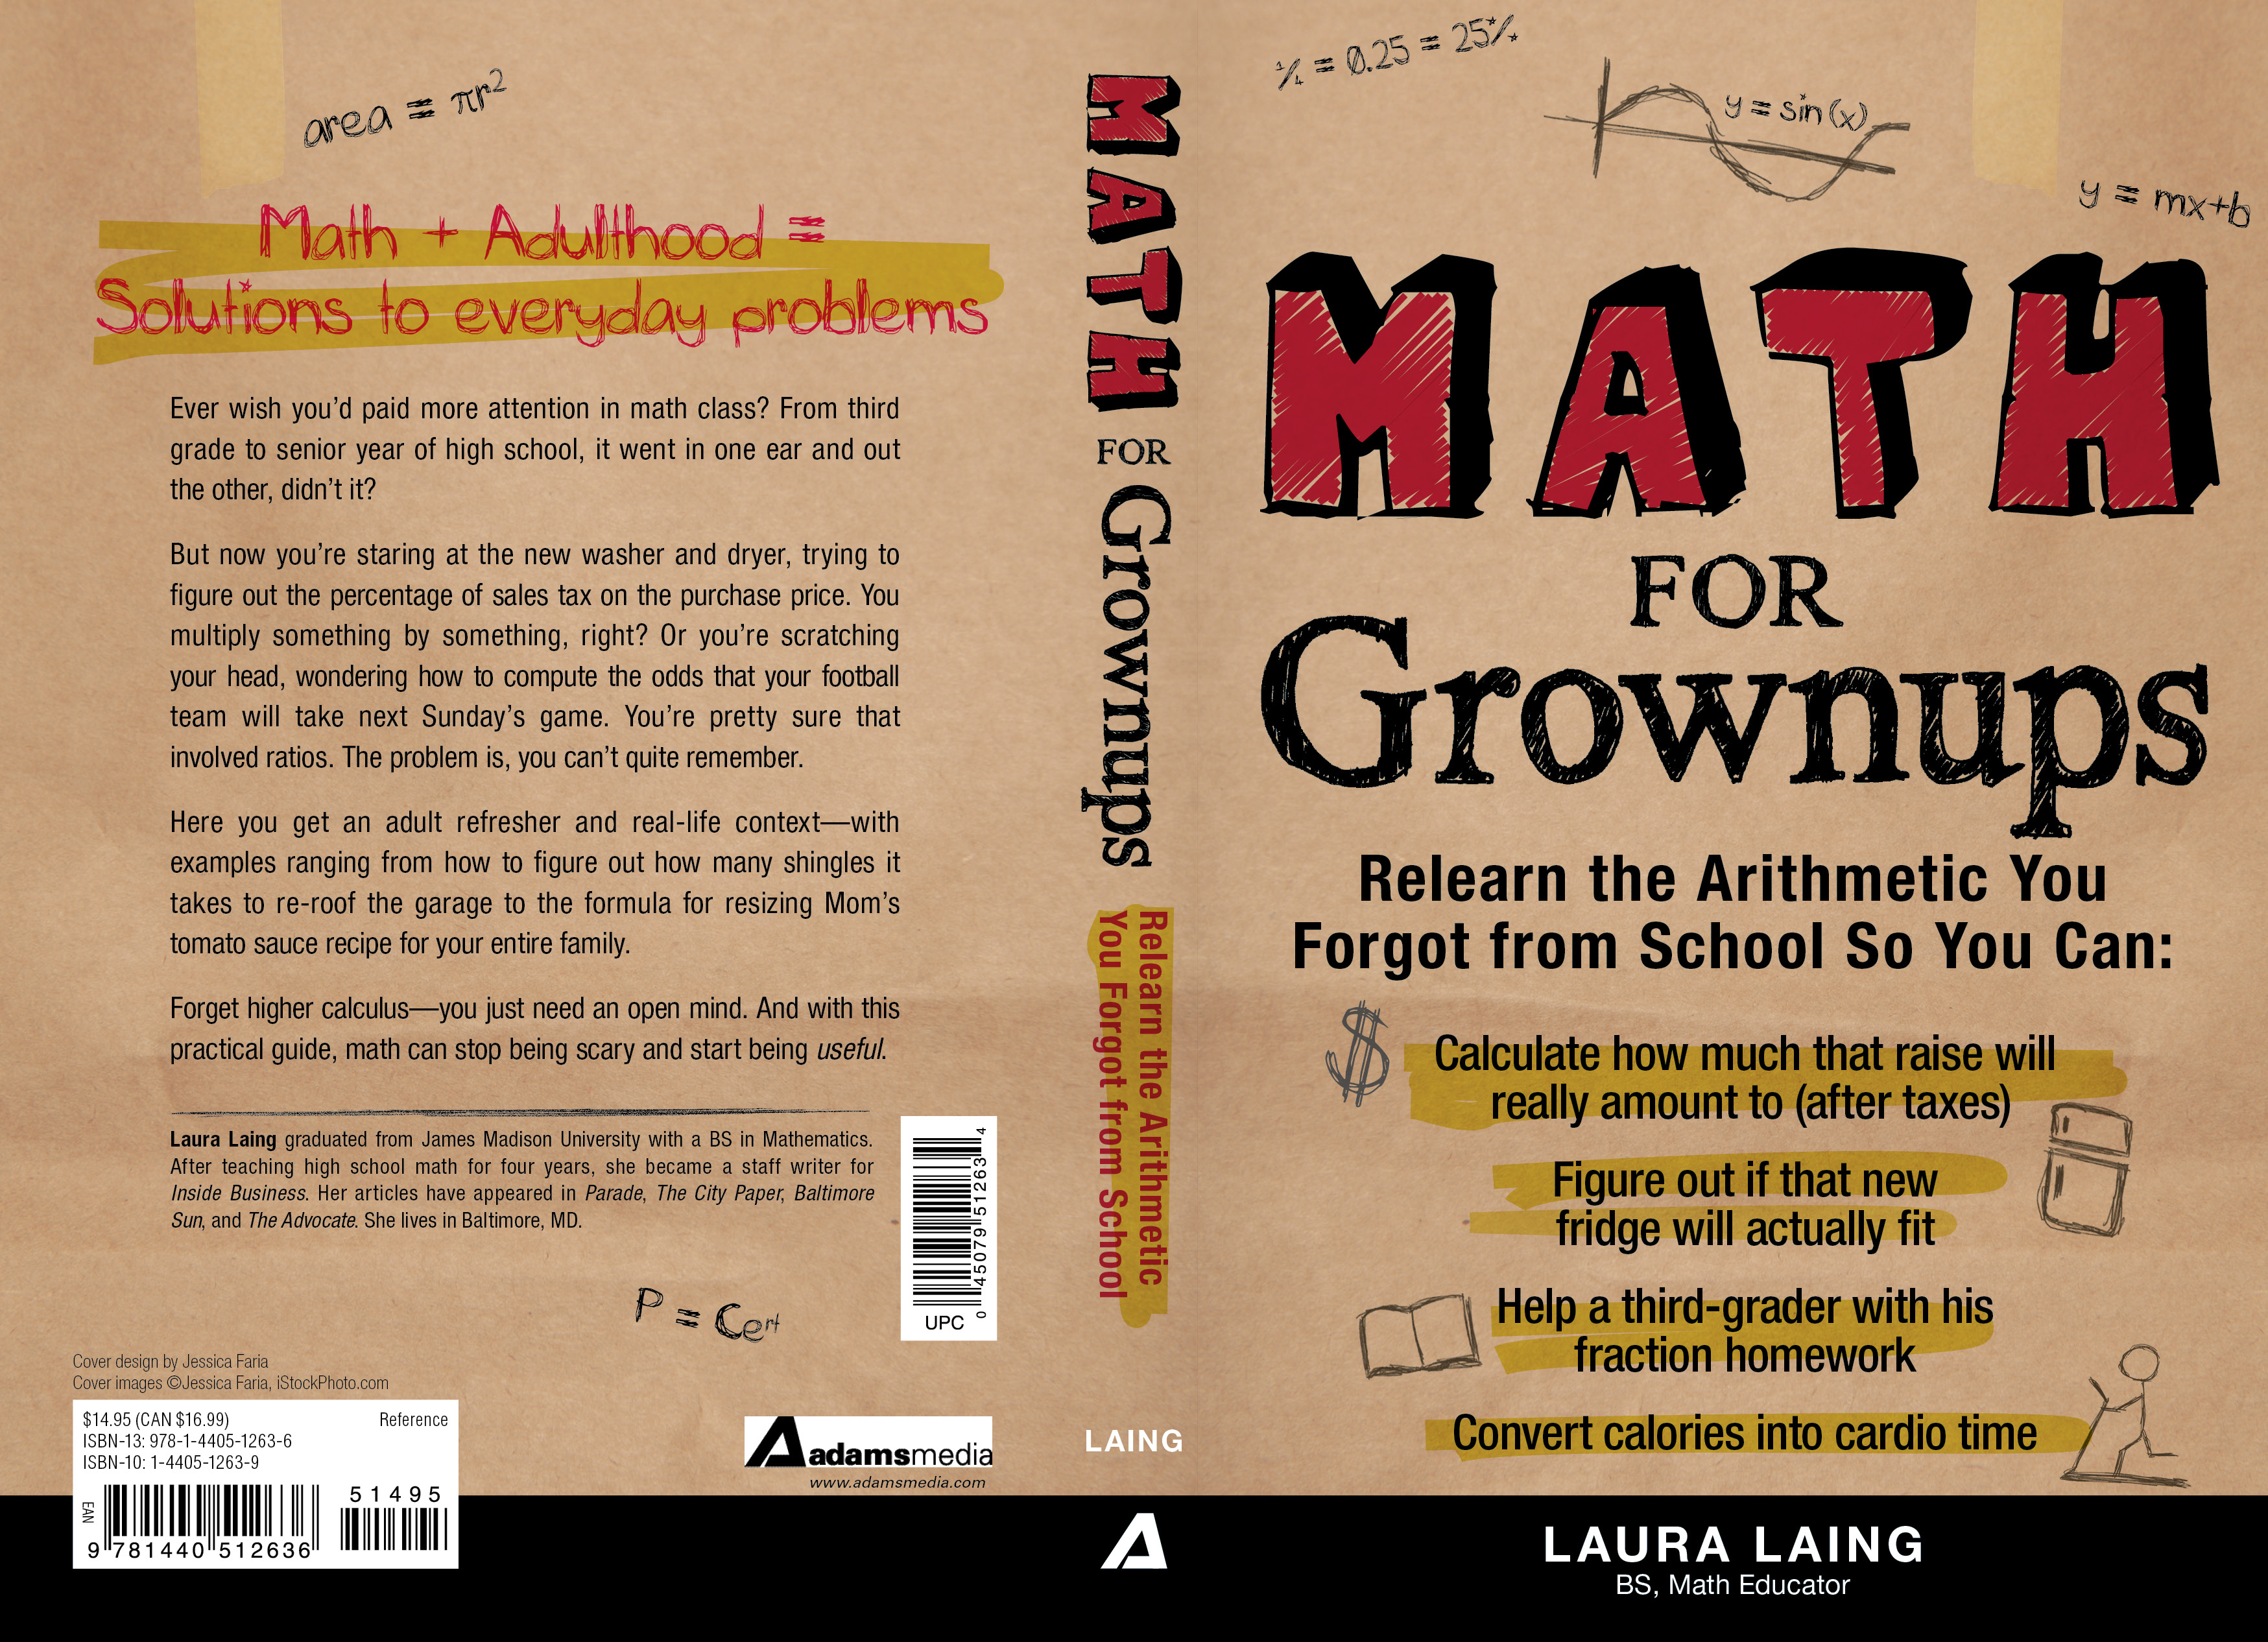 area = πr²
Math + Adulthood =
Solutions to everyday problems
Ever wish you’d paid more attention in math class? From third
grade to senior year of high school, it went in one ear and out
the other, didn’t it?
But now you’re staring at the new washer and dryer, trying to
figure out the percentage of sales tax on the purchase price. You
multiply something by something, right? Or you’re scratching
your head, wondering how to compute the odds that your football
team will take next Sunday’s game. You’re pretty sure that
involved ratios. The problem is, you can’t quite remember.
Here you get an adult refresher and real-life context—with
examples ranging from how to figure out how many shingles it
takes to re-roof the garage to the formula for resizing Mom’s
tomato sauce recipe for your entire family.
Forget higher calculus—you just need an open mind. And with this
practical guide, math can stop being scary and start being useful.
Laura Laing graduated from James Madison University with a BS in Mathematics.
After teaching high school math for four years, she became a staff writer for
Inside Business. Her articles have appeared in Parade, The City Paper, Baltimore
Sun, and The Advocate. She lives in Baltimore, MD.
0 45079 51263 4
UPC
P = Cert
Cover design by Jessica Faria
Cover images ©Jessica Faria, iStockPhoto.com
$14.95 (CAN $16.99) Reference
ISBN-13: 978-1-4405-1263-6
ISBN-10: 1-4405-1263-9
EAN
51495
9 781440 512636
adamsmedia
www.adamsmedia.com
MATH FOR Grownups
Relearn the Arithmetic
You Forgot from School
LAING
¼ = 0.25 = 25%
y = sin(x)
y = mx+b
MATH
FOR
Grownups
Relearn the Arithmetic You
Forgot from School So You Can:
$
Calculate how much that raise will
really amount to (after taxes)
Figure out if that new
fridge will actually fit
Help a third-grader with his
fraction homework
Convert calories into cardio time
LAURA LAING
BS, Math Educator